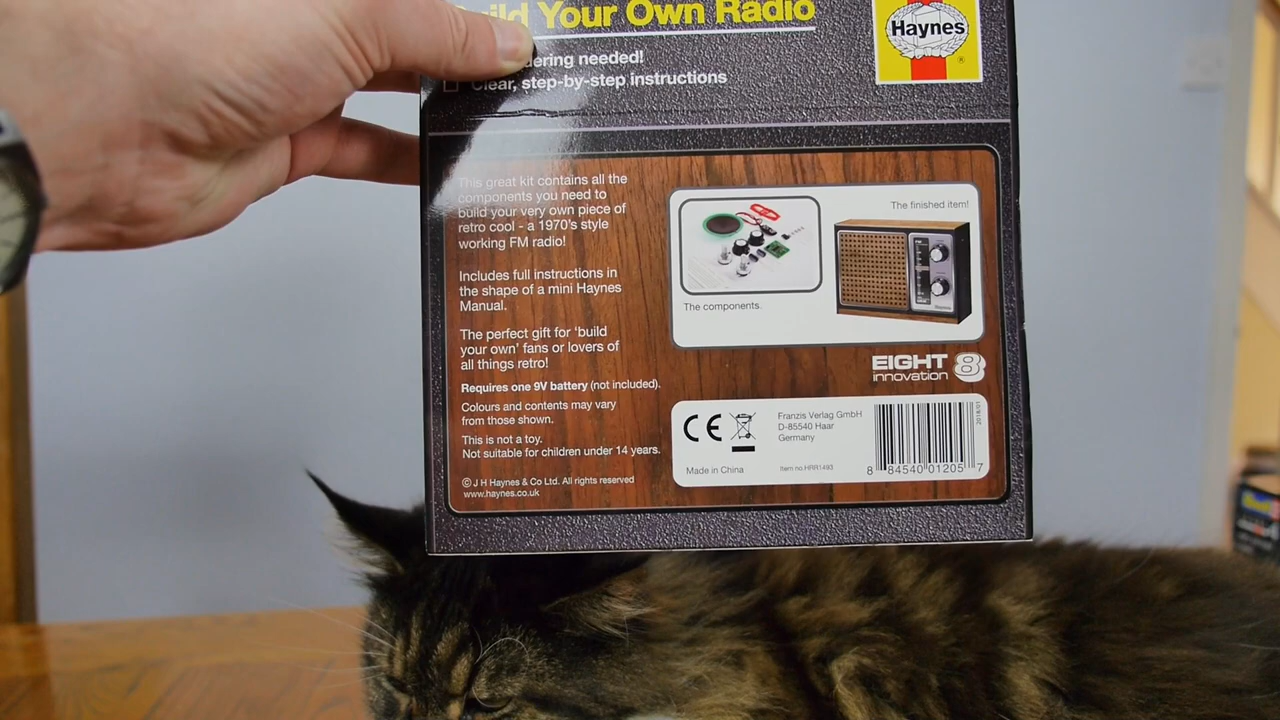 ild Your Own Radio
Haynes
®
dering needed!
Clear, step-by-step instructions
This great kit contains all the
components you need to
build your very own piece of
retro cool - a 1970's style
working FM radio!
Includes full instructions in
the shape of a mini Haynes
Manual.
The perfect gift for 'build
your own' fans or lovers of
all things retro!
Requires one 9V battery (not included).
Colours and contents may vary
from those shown.
This is not a toy.
Not suitable for children under 14 years.
© J H Haynes & Co Ltd. All rights reserved
www.haynes.co.uk
The finished item!
The components.
EIGHT 8
innovation
CE
Franzis Verlag GmbH
D-85540 Haar
Germany
Made in China
Item no.HRR1493
8 84540 01205 7
2018/01